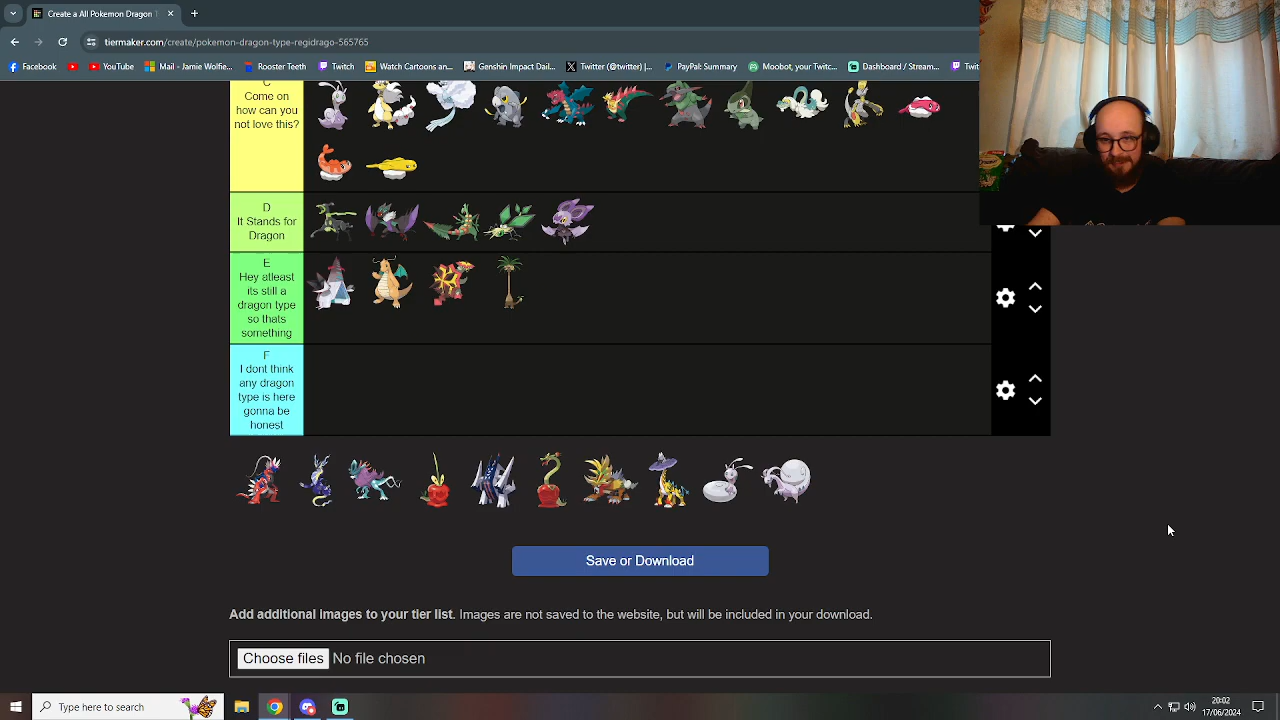 Create a All Pokemon Dragon T
tiermaker.com/create/pokemon-dragon-type-regidrago-565765
Facebook
YouTube
Mail - Jamie Wolfe...
Rooster Teeth
Twitch
Watch Cartoons an...
Genshin Impact Dail...
Twitter (@twitter) |...
PayPal Summary
Mobcrush, your Twitc...
Dashboard / Stream...
Twit
Come on
how can you
not love this?
D
It Stands for
Dragon
E
Hey atleast
its still a
dragon type
so thats
something
F
I dont think
any dragon
type is here
gonna be
honest
Save or Download
Add additional images to your tier list. Images are not saved to the website, but will be included in your download.
Choose files No file chosen
Type here to search
20:02
17/06/2024